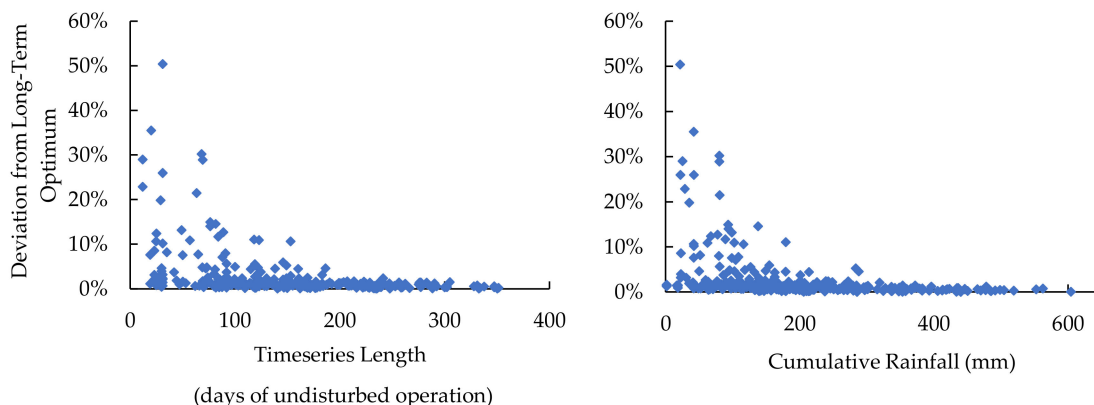 Deviation from Long-Term
Optimum
60%
50%
40%
30%
20%
10%
0%
0 100 200 300 400
Timeseries Length
(days of undisturbed operation)
60%
50%
40%
30%
20%
10%
0%
0 200 400 600
Cumulative Rainfall (mm)